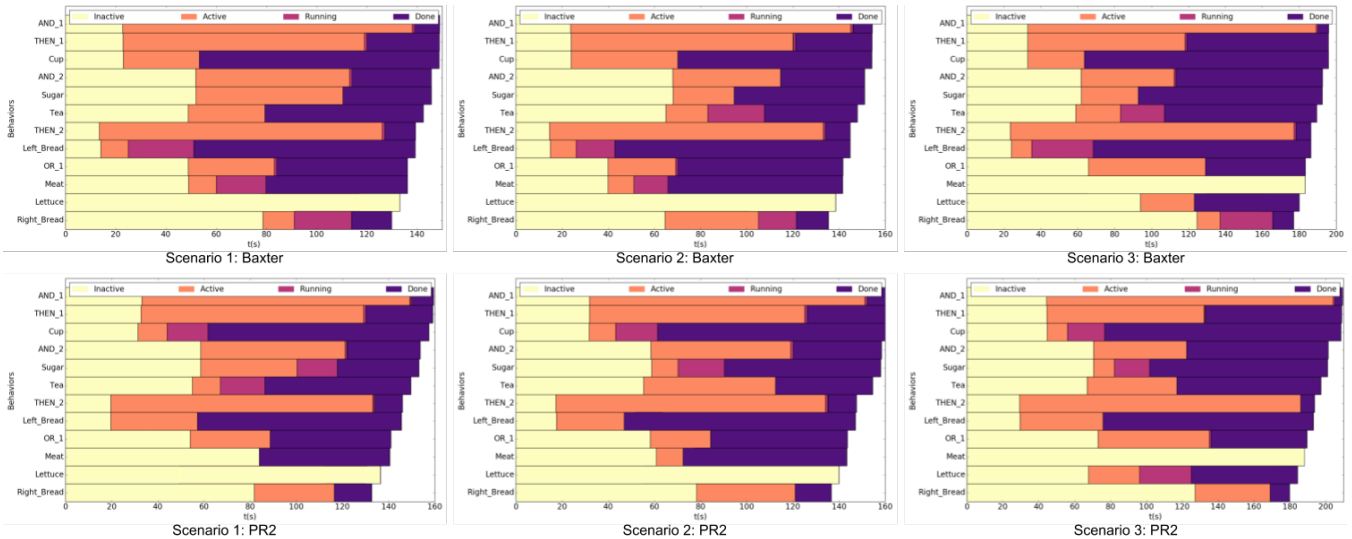 Inactive Active Running Done
Behaviors
AND_1
THEN_1
Cup
AND_2
Sugar
Tea
THEN_2
Left_Bread
OR_1
Meat
Lettuce
Right_Bread
0 20 40 60 80 100 120 140
t(s)
Scenario 1: Baxter
Inactive Active Running Done
Behaviors
AND_1
THEN_1
Cup
AND_2
Sugar
Tea
THEN_2
Left_Bread
OR_1
Meat
Lettuce
Right_Bread
0 20 40 60 80 100 120 140 160
t(s)
Scenario 2: Baxter
Inactive Active Running Done
Behaviors
AND_1
THEN_1
Cup
AND_2
Sugar
Tea
THEN_2
Left_Bread
OR_1
Meat
Lettuce
Right_Bread
0 20 40 60 80 100 120 140 160 180 200
t(s)
Scenario 3: Baxter
Inactive Active Running Done
Behaviors
AND_1
THEN_1
Cup
AND_2
Sugar
Tea
THEN_2
Left_Bread
OR_1
Meat
Lettuce
Right_Bread
0 20 40 60 80 100 120 140 160
t(s)
Scenario 1: PR2
Inactive Active Running Done
Behaviors
AND_1
THEN_1
Cup
AND_2
Sugar
Tea
THEN_2
Left_Bread
OR_1
Meat
Lettuce
Right_Bread
0 20 40 60 80 100 120 140 160
t(s)
Scenario 2: PR2
Inactive Active Running Done
Behaviors
AND_1
THEN_1
Cup
AND_2
Sugar
Tea
THEN_2
Left_Bread
OR_1
Meat
Lettuce
Right_Bread
0 50 100 150 200
t(s)
Scenario 3: PR2